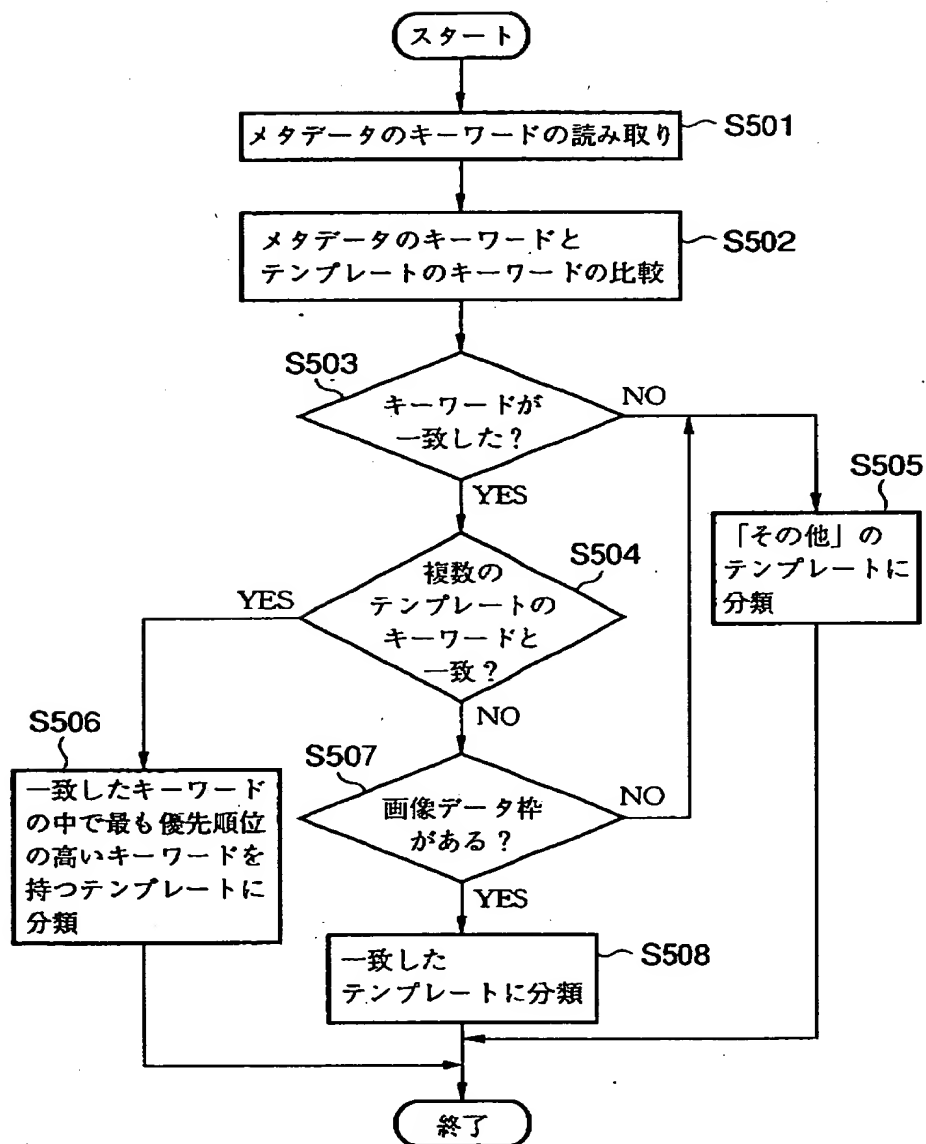 スタート
メタデータのキーワードの読み取り
S501
メタデータのキーワードと
テンプレートのキーワードの比較
S502
S503
キーワードが
一致した？
NO
YES
S505
「その他」の
テンプレートに
分類
S504
複数の
テンプレートの
キーワードと
一致？
YES
NO
S506
一致したキーワード
の中で最も優先順位
の高いキーワードを
持つテンプレートに
分類
S507
画像データ枠
がある？
NO
YES
S508
一致した
テンプレートに分類
終了